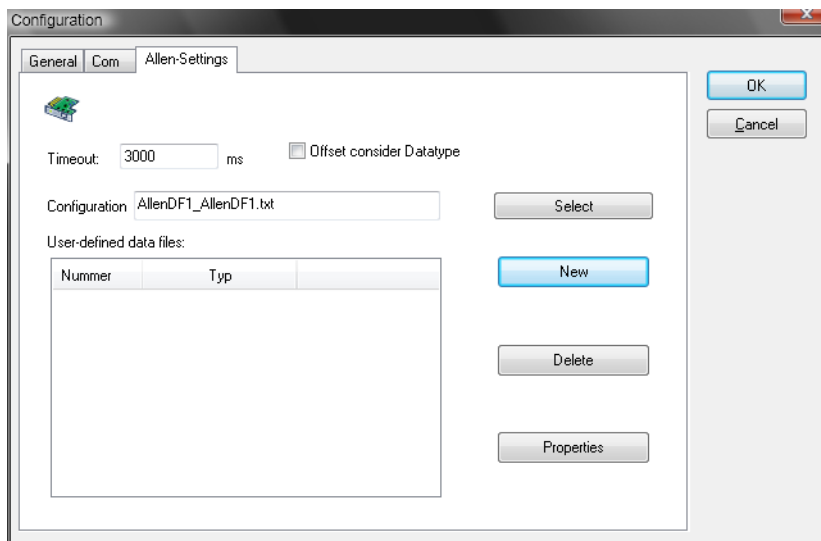 Configuration
General Com Allen-Settings
OK
Cancel
Timeout: 3000 ms Offset consider Datatype
Configuration AllenDF1_AllenDF1.txt Select
User-defined data files:
Nummer Typ
New
Delete
Properties